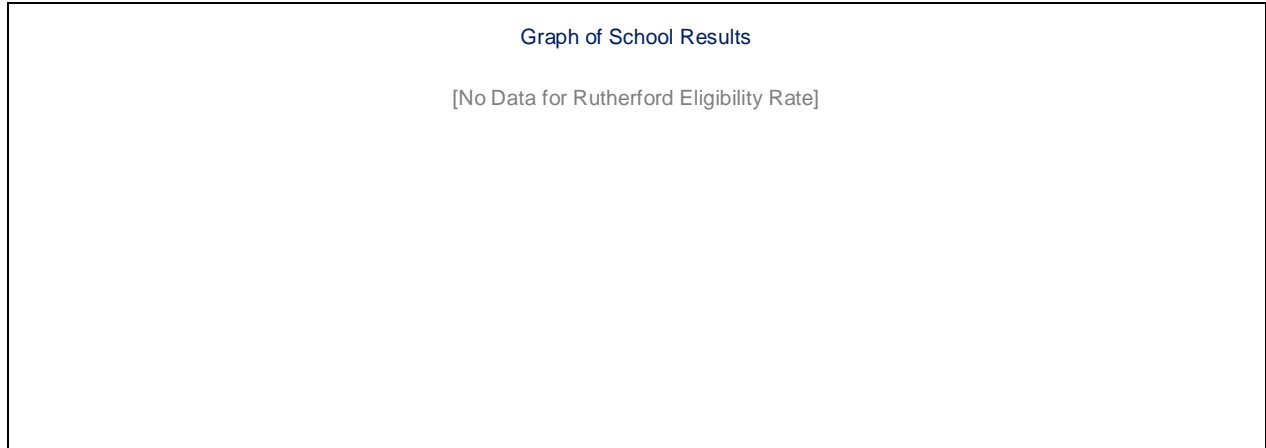 Graph of School Results
[No Data for Rutherford Eligibility Rate]